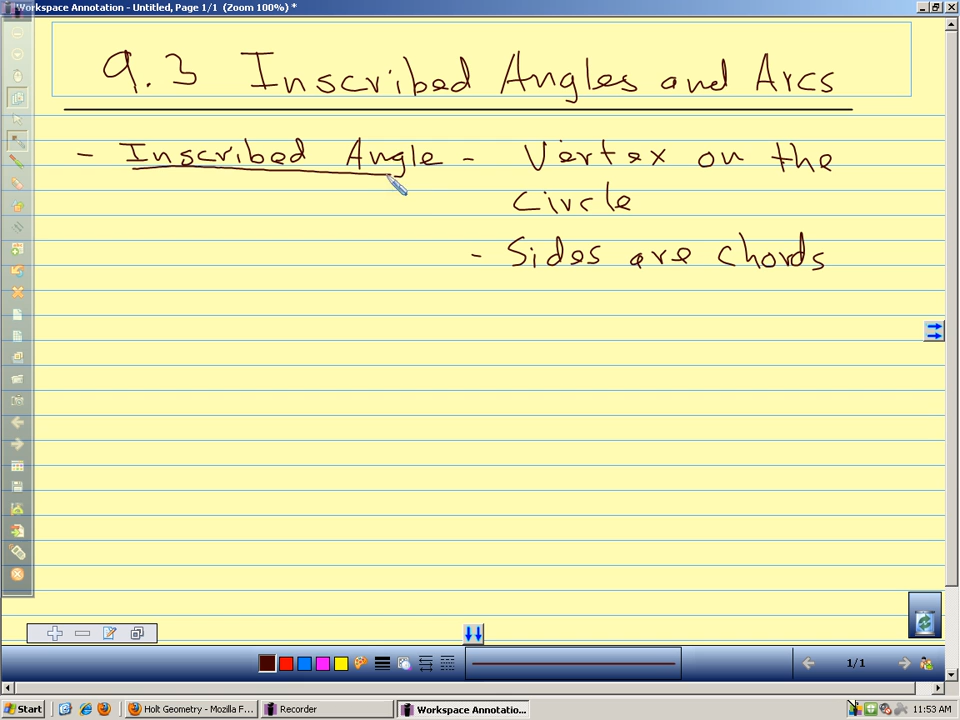 Workspace Annotation - Untitled, Page 1/1 (Zoom 100%) *
9.3 Inscribed Angles and Arcs
- Inscribed Angle - Vertex on the
circle
- Sides are chords
1/1
Start
Holt Geometry - Mozilla F...
Recorder
Workspace Annotatio...
11:53 AM